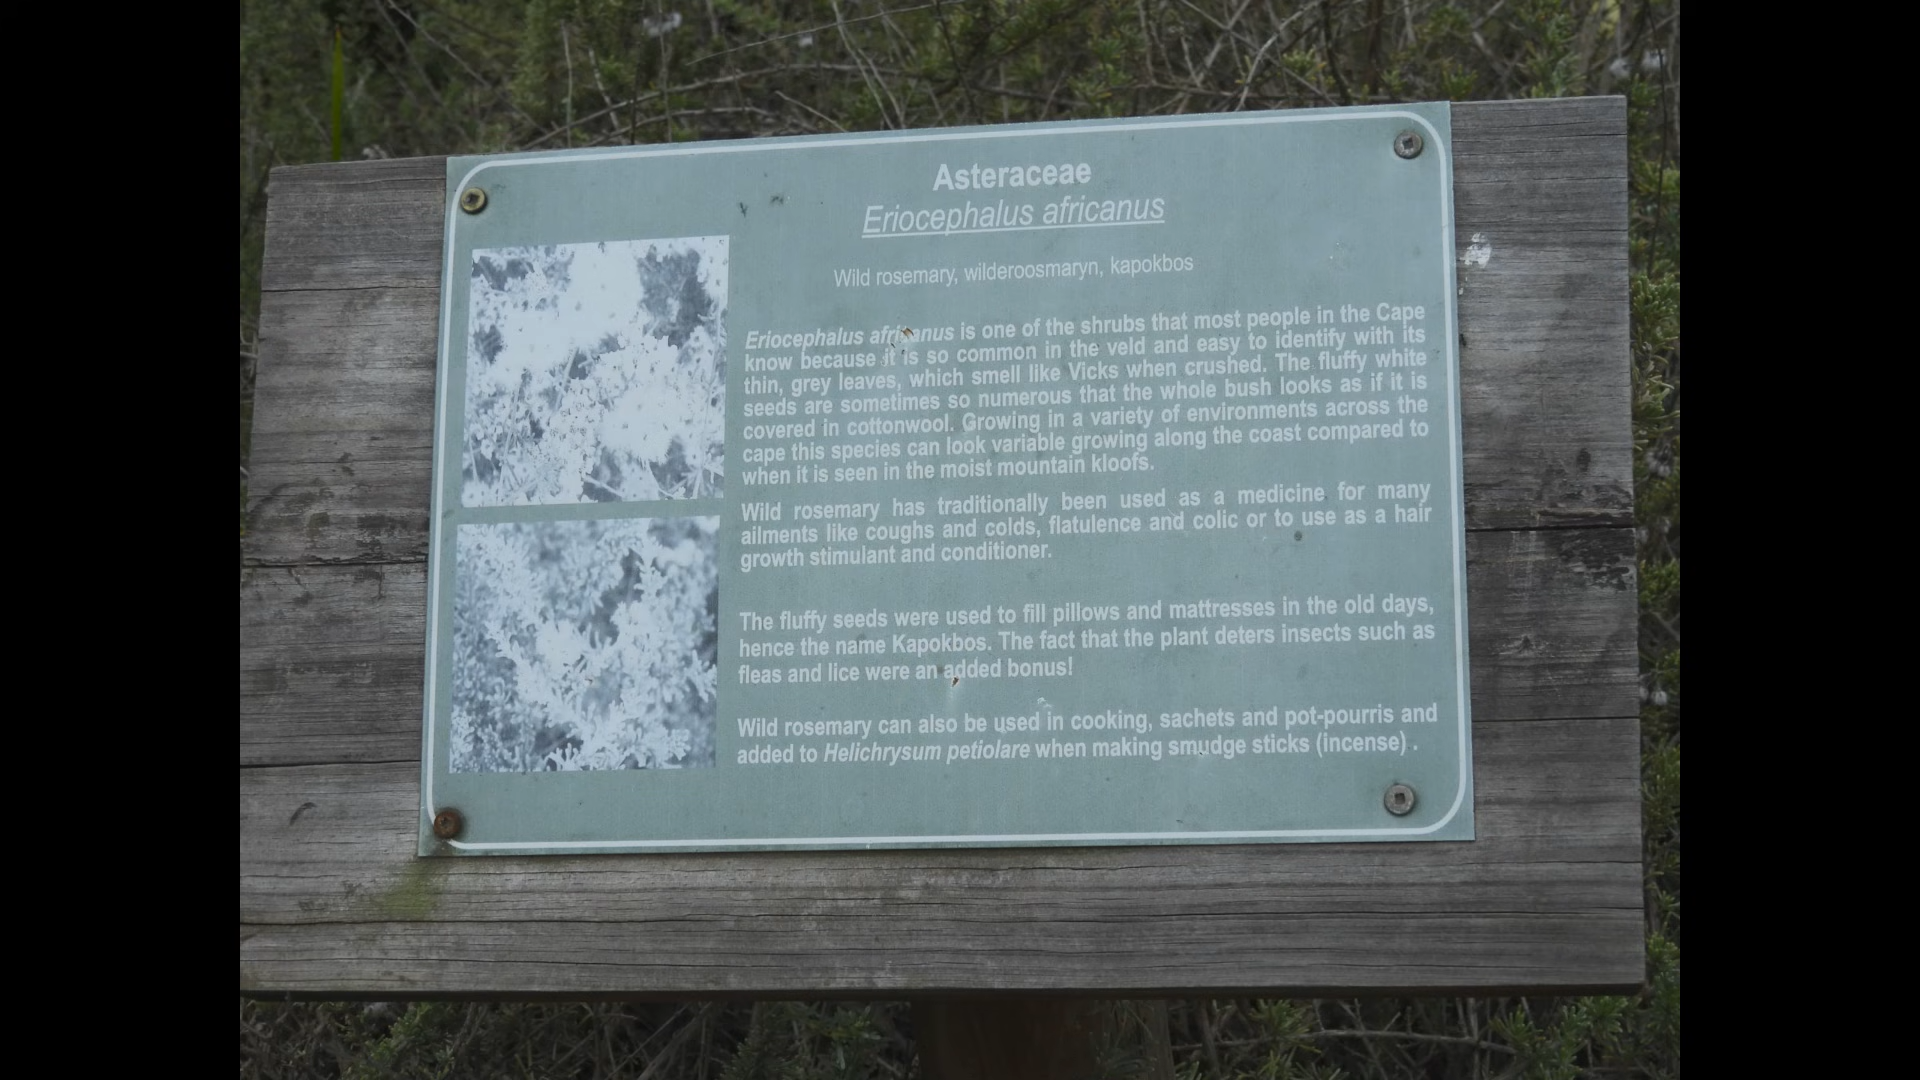 Asteraceae
Eriocephalus africanus
Wild rosemary, wilderoosmaryn, kapokbos
Eriocephalus africanus is one of the shrubs that most people in the Cape
know because it is so common in the veld and easy to identify with its
thin, grey leaves, which smell like Vicks when crushed. The fluffy white
seeds are sometimes so numerous that the whole bush looks as if it is
covered in cottonwool. Growing in a variety of environments across the
cape this species can look variable growing along the coast compared to
when it is seen in the moist mountain kloofs.
Wild rosemary has traditionally been used as a medicine for many
ailments like coughs and colds, flatulence and colic or to use as a hair
growth stimulant and conditioner.
The fluffy seeds were used to fill pillows and mattresses in the old days,
hence the name Kapokbos. The fact that the plant deters insects such as
fleas and lice were an added bonus!
Wild rosemary can also be used in cooking, sachets and pot-pourris and
added to Helichrysum petiolare when making smudge sticks (incense) .